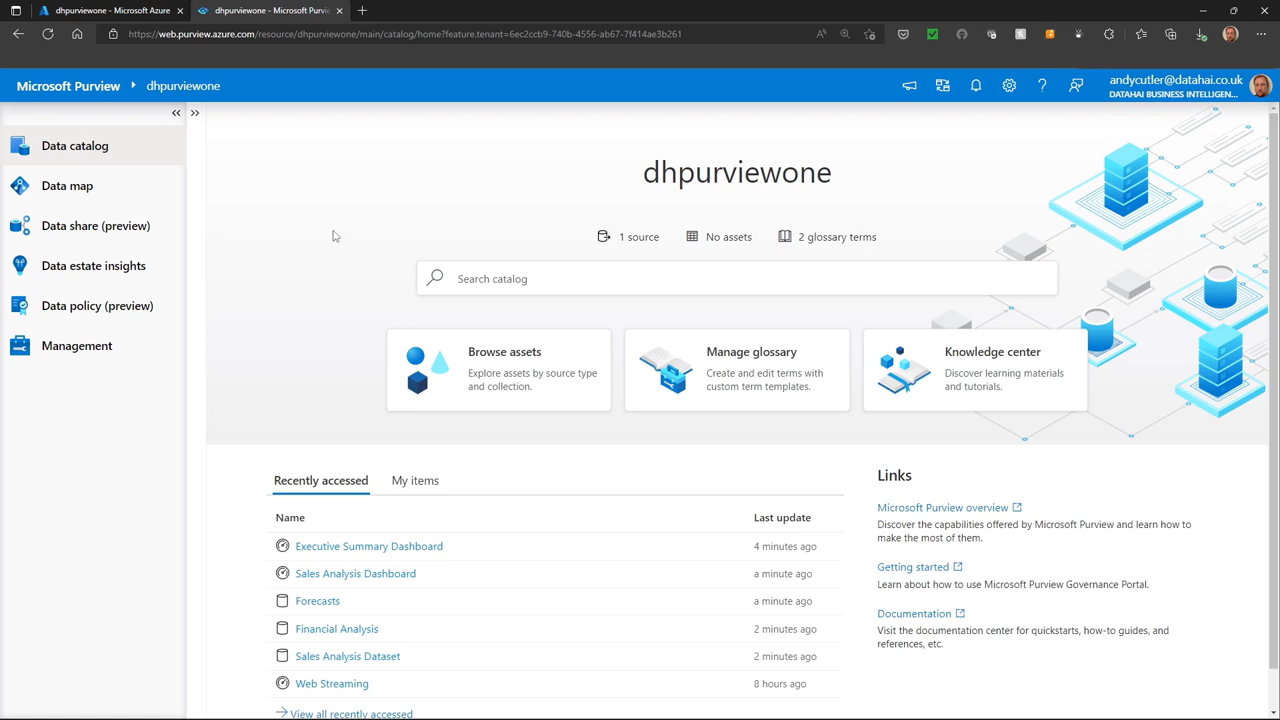 dhpurviewone - Microsoft Azure
dhpurviewone - Microsoft Purvie
https://web.purview.azure.com/resource/dhpurviewone/main/catalog/home?feature.tenant=6ec2ccb9-740b-4556-ab67-7f414ae3b261
Microsoft Purview
dhpurviewone
andycutler@datahai.co.uk
DATAHAI BUSINESS INTELLIGEN...
Data catalog
Data map
Data share (preview)
Data estate insights
Data policy (preview)
Management
dhpurviewone
1 source
No assets
2 glossary terms
Search catalog
Browse assets
Explore assets by source type
and collection.
Manage glossary
Create and edit terms with
custom term templates.
Knowledge center
Discover learning materials
and tutorials.
Recently accessed
My items
Name Last update
Executive Summary Dashboard 4 minutes ago
Sales Analysis Dashboard a minute ago
Forecasts a minute ago
Financial Analysis 2 minutes ago
Sales Analysis Dataset 2 minutes ago
Web Streaming 8 hours ago
View all recently accessed
Links
Microsoft Purview overview
Discover the capabilities offered by Microsoft Purview and learn how to
make the most of them.
Getting started
Learn about how to use Microsoft Purview Governance Portal.
Documentation
Visit the documentation center for quickstarts, how-to guides, and
references, etc.